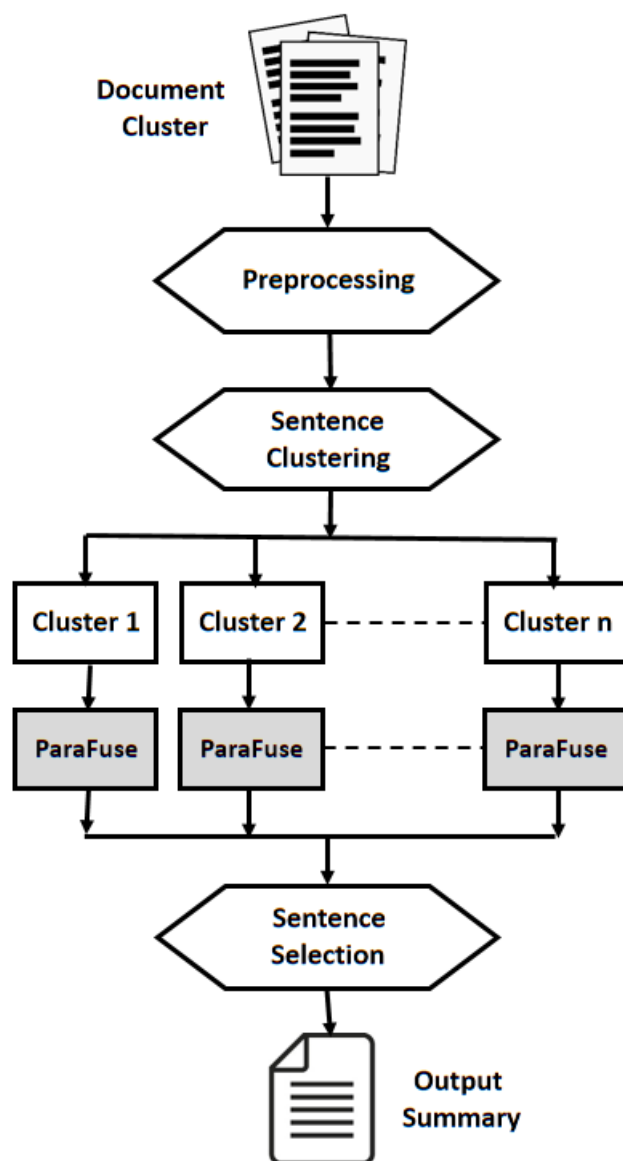 Document
Cluster
Preprocessing
Sentence
Clustering
Cluster 1
Cluster 2
Cluster n
ParaFuse
ParaFuse
ParaFuse
Sentence
Selection
Output
Summary